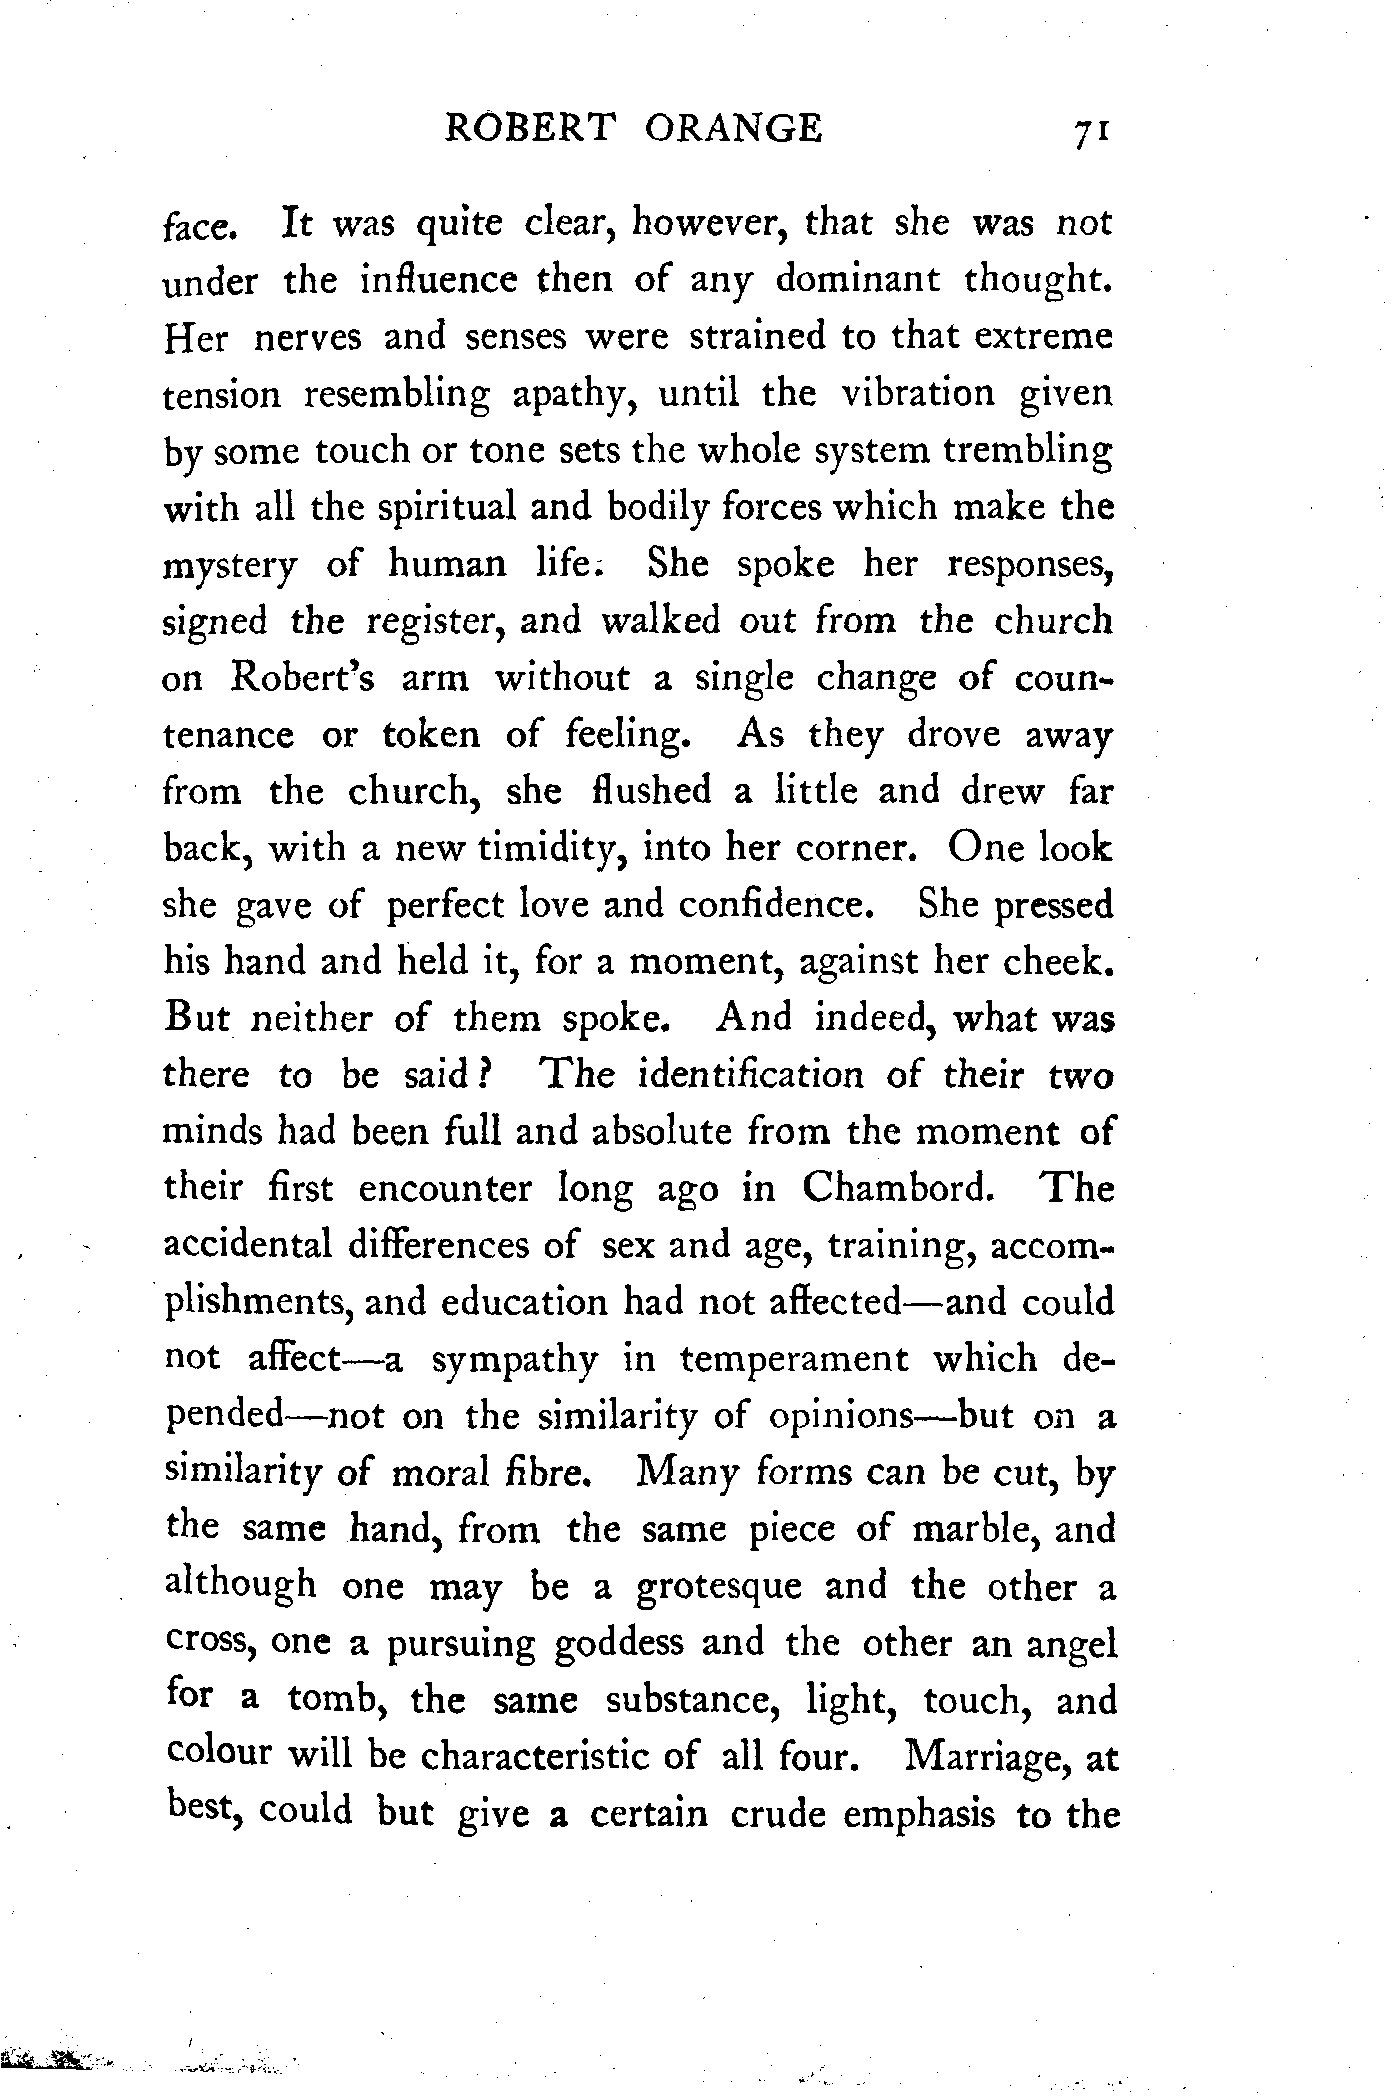 ROBERT ORANGE 71
face. It was quite clear, however, that she was not
under the influence then of any dominant thought.
Her nerves and senses were strained to that extreme
tension resembling apathy, until the vibration given
by some touch or tone sets the whole system trembling
with all the spiritual and bodily forces which make the
mystery of human life. She spoke her responses,
signed the register, and walked out from the church
on Robert's arm without a single change of coun-
tenance or token of feeling. As they drove away
from the church, she flushed a little and drew far
back, with a new timidity, into her corner. One look
she gave of perfect love and confidence. She pressed
his hand and held it, for a moment, against her cheek.
But neither of them spoke. And indeed, what was
there to be said? The identification of their two
minds had been full and absolute from the moment of
their first encounter long ago in Chambord. The
accidental differences of sex and age, training, accom-
plishments, and education had not affected—and could
not affect—a sympathy in temperament which de-
pended—not on the similarity of opinions—but on a
similarity of moral fibre. Many forms can be cut, by
the same hand, from the same piece of marble, and
although one may be a grotesque and the other a
cross, one a pursuing goddess and the other an angel
for a tomb, the same substance, light, touch, and
colour will be characteristic of all four. Marriage, at
best, could but give a certain crude emphasis to the